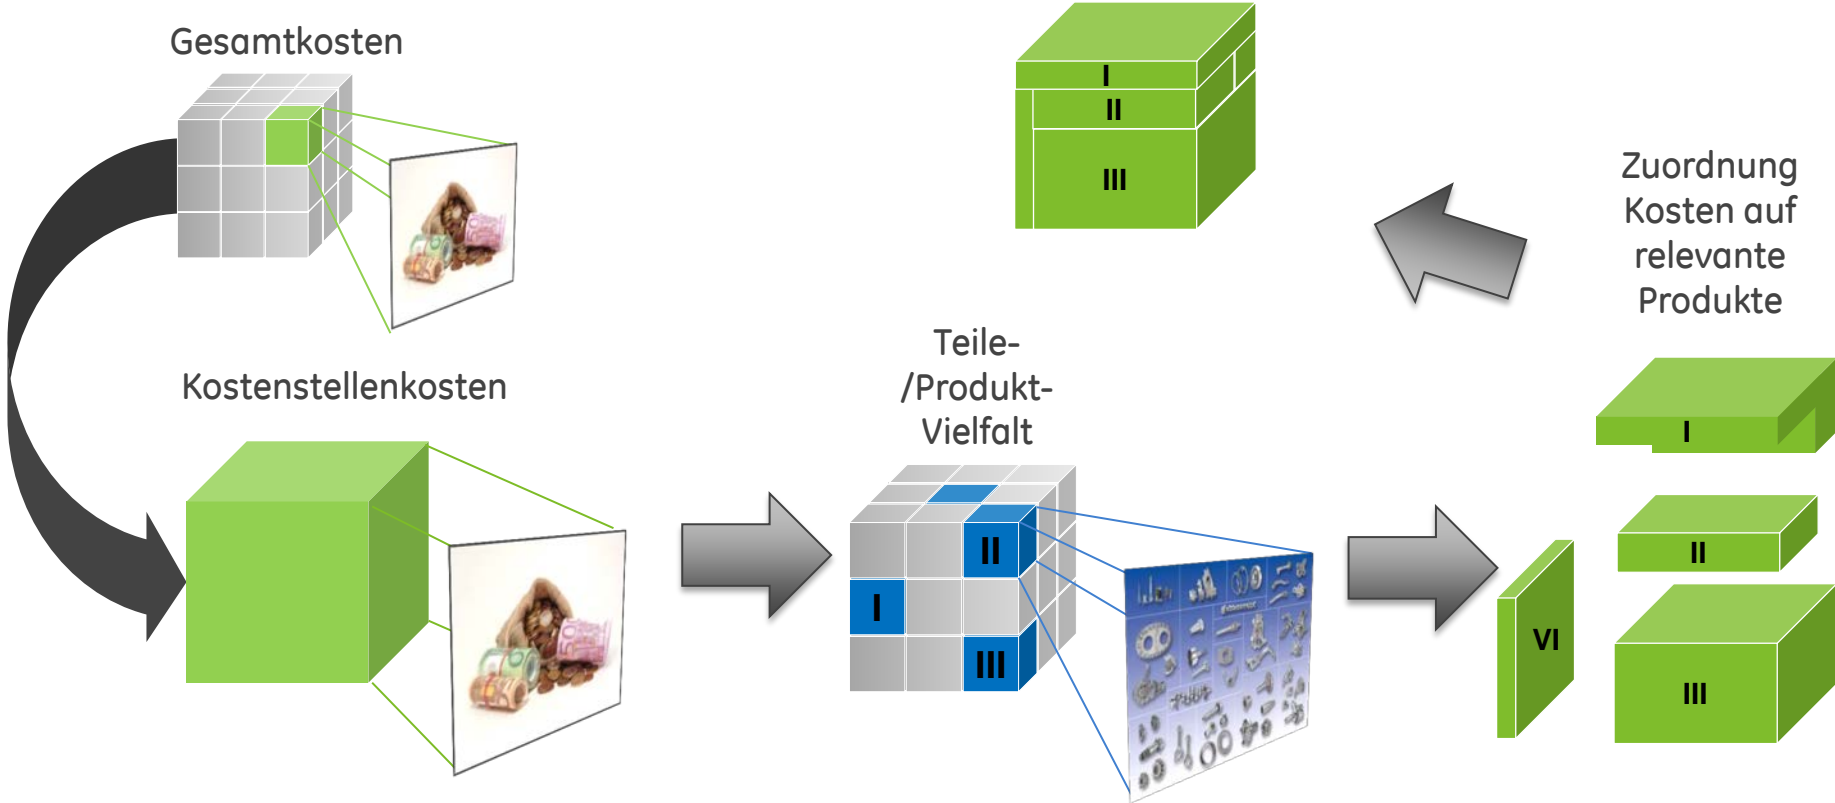 Gesamtkosten
I
II
III
Zuordnung
Kosten auf
relevante
Produkte
Kostenstellenkosten
Teile-
/Produkt-
Vielfalt
II
I
III
I
II
VI
III